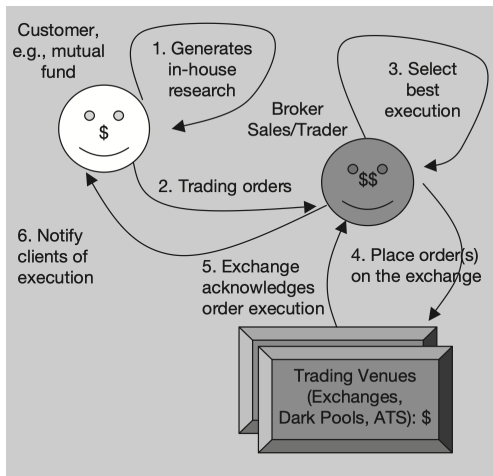 Customer,
e.g., mutual
fund
1. Generates
in-house
research
3. Select
best
execution
Broker
Sales/Trader
$
$$
2. Trading orders
6. Notify
clients of
execution
5. Exchange
acknowledges
order execution
4. Place order(s)
on the exchange
Trading Venues
(Exchanges,
Dark Pools, ATS): $